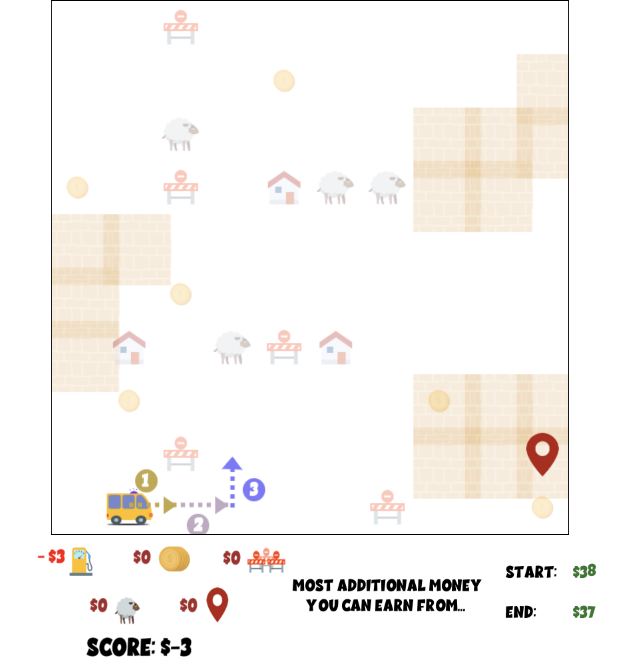 1
2
3
- $3
$0
$0
$0
$0
SCORE: $-3
MOST ADDITIONAL MONEY
YOU CAN EARN FROM...
START: $38
END: $37